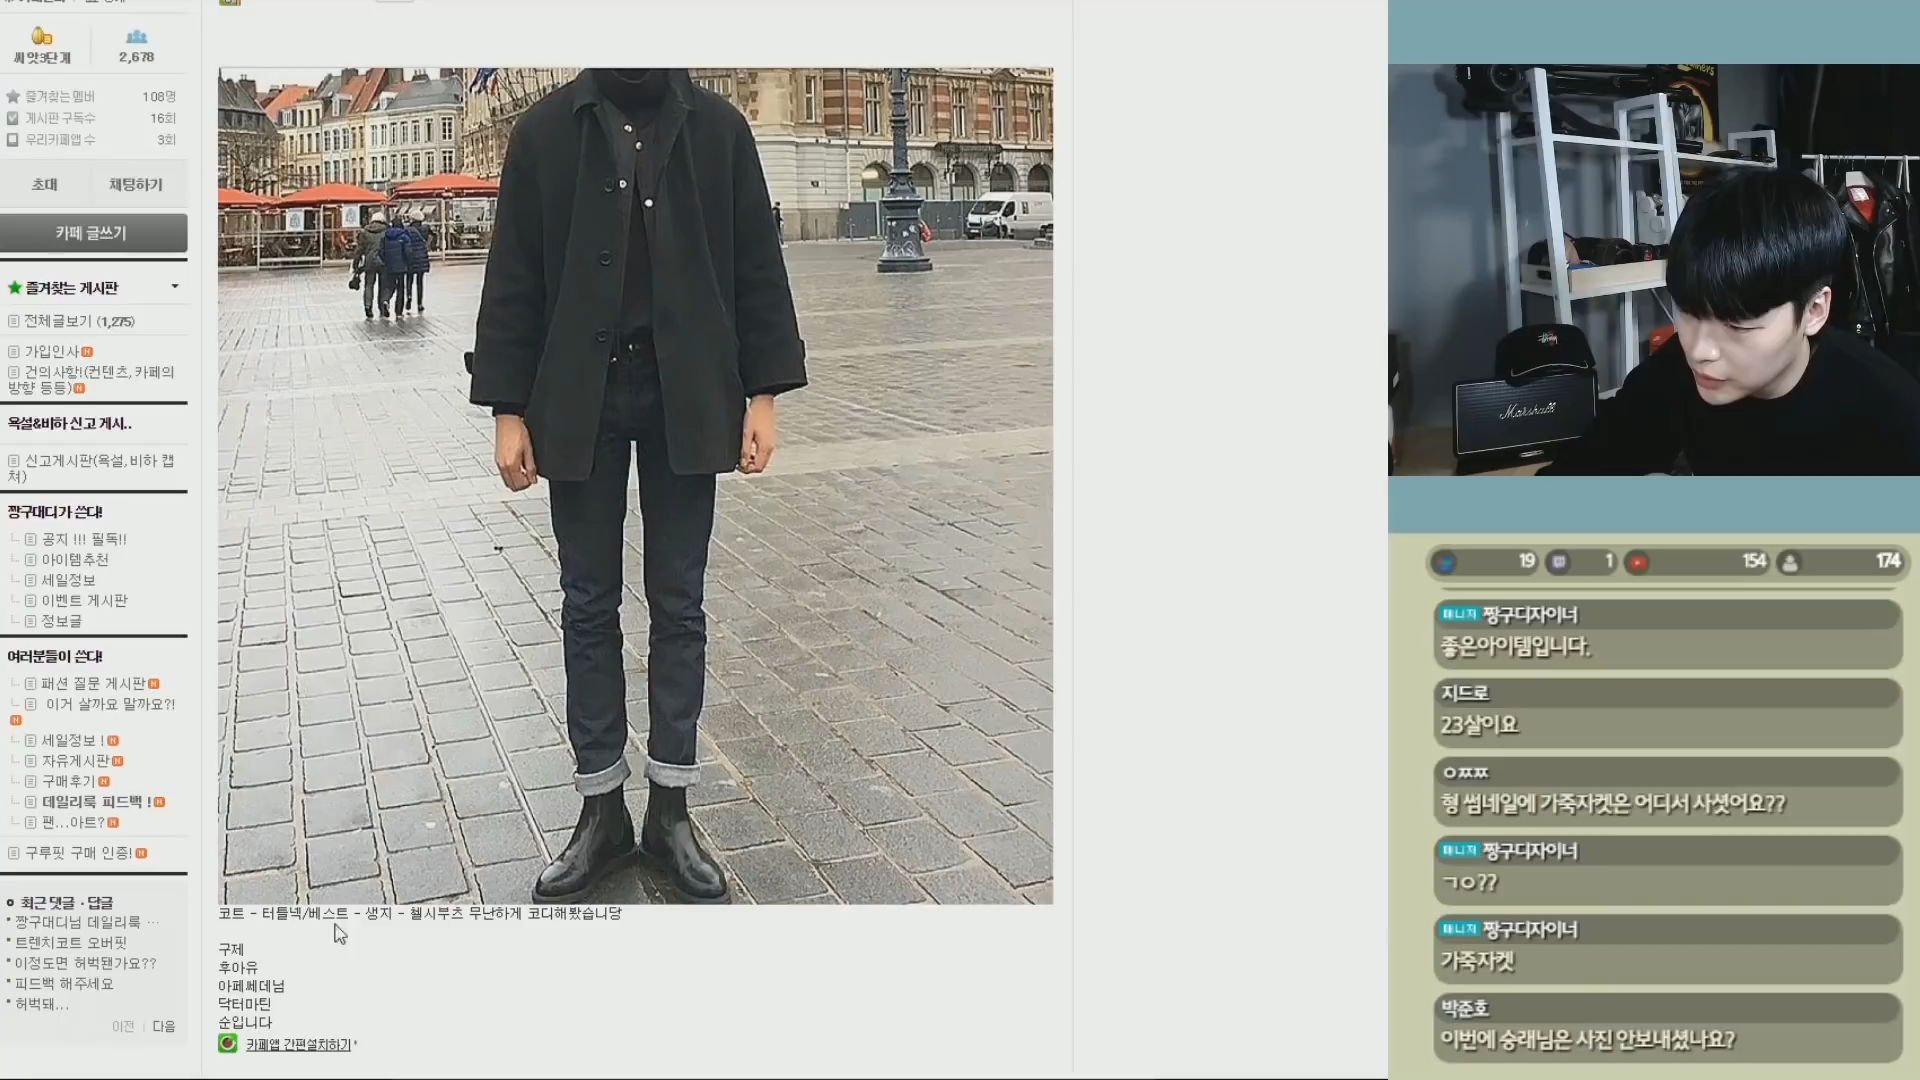 씨앗3단계
2,678
즐겨찾는 멤버 108명
게시판 구독수 16회
우리카페앱 수 3회
초대 채팅하기
카페 글쓰기
즐겨찾는 게시판
전체글보기 (1,275)
가입인사
건의사항!(컨텐츠, 카페의
방향 등등)
욕설&비하 신고 게시..
신고게시판(욕설, 비하 캡
쳐)
짱구대디가 쓴다!
공지 !!! 필독!!
아이템추천
세일정보
이벤트 게시판
정보글
여러분들이 쓴다!
패션 질문 게시판
이거 살까요 말까요?!
세일정보 !
자유게시판
구매후기
데일리룩 피드백 !
팬...아트?
구루핏 구매 인증!
최근 댓글 · 답글
짱구대디님 데일리룩 ...
트렌치코트 오버핏
이정도면 허벅됀가요??
피드백 해주세요
허벅돼...
이전 다음
코트 - 터틀넥/베스트 - 생지 - 첼시부츠 무난하게 코디해봤습니당
구제
후아유
아페쎄데님
닥터마틴
순입니다
카페앱 간편설치하기
Marshall
19 1 154 174
매니저 짱구디자이너
좋은아이템입니다.
지드로
23살이요
ㅇㅉㅉ
형 썸네일에 가죽자켓은 어디서 사셧어요??
매니저 짱구디자이너
ㄱㅇ??
매니저 짱구디자이너
가죽자켓
박준호
이번에 숭래님은 사진 안보내셨나요?